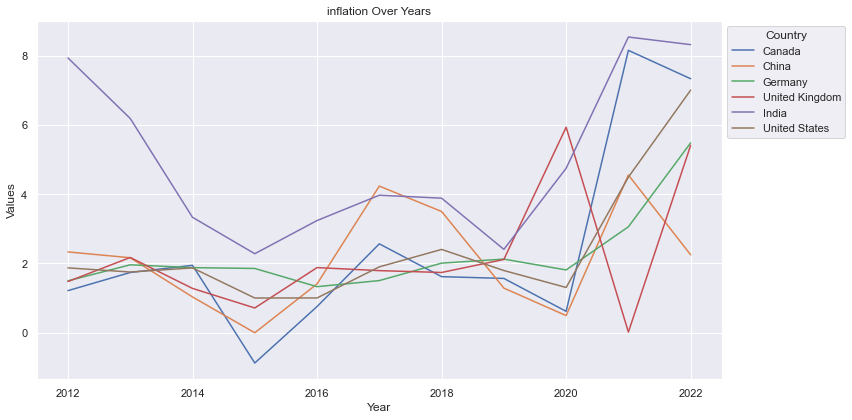 inflation Over Years
Country
Canada
China
Germany
United Kingdom
India
United States
8
6
4
2
0
Values
2012
2014
2016
2018
2020
2022
Year